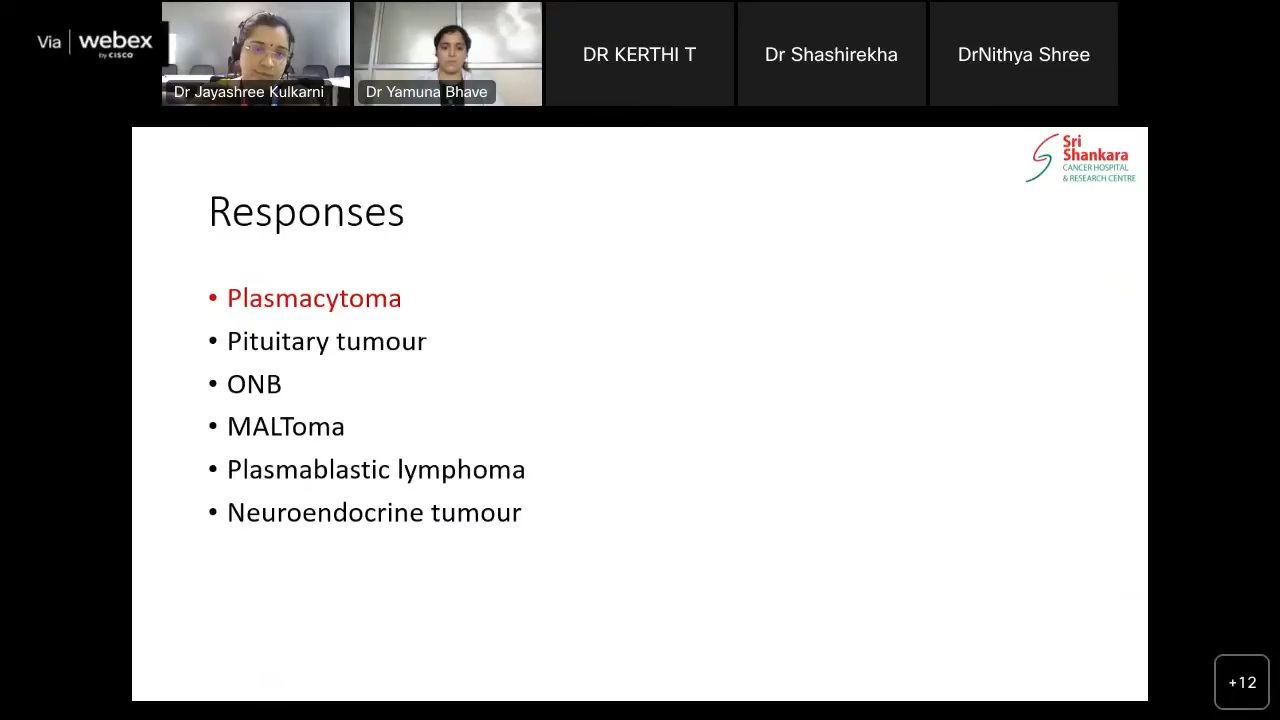 Via webex
by CISCO
Dr Jayashree Kulkarni
Dr Yamuna Bhave
DR KERTHI T
Dr Shashirekha
DrNithya Shree
Sri
Shankara
CANCER HOSPITAL
& RESEARCH CENTRE
Responses
• Plasmacytoma
• Pituitary tumour
• ONB
• MALToma
• Plasmablastic lymphoma
• Neuroendocrine tumour
+12